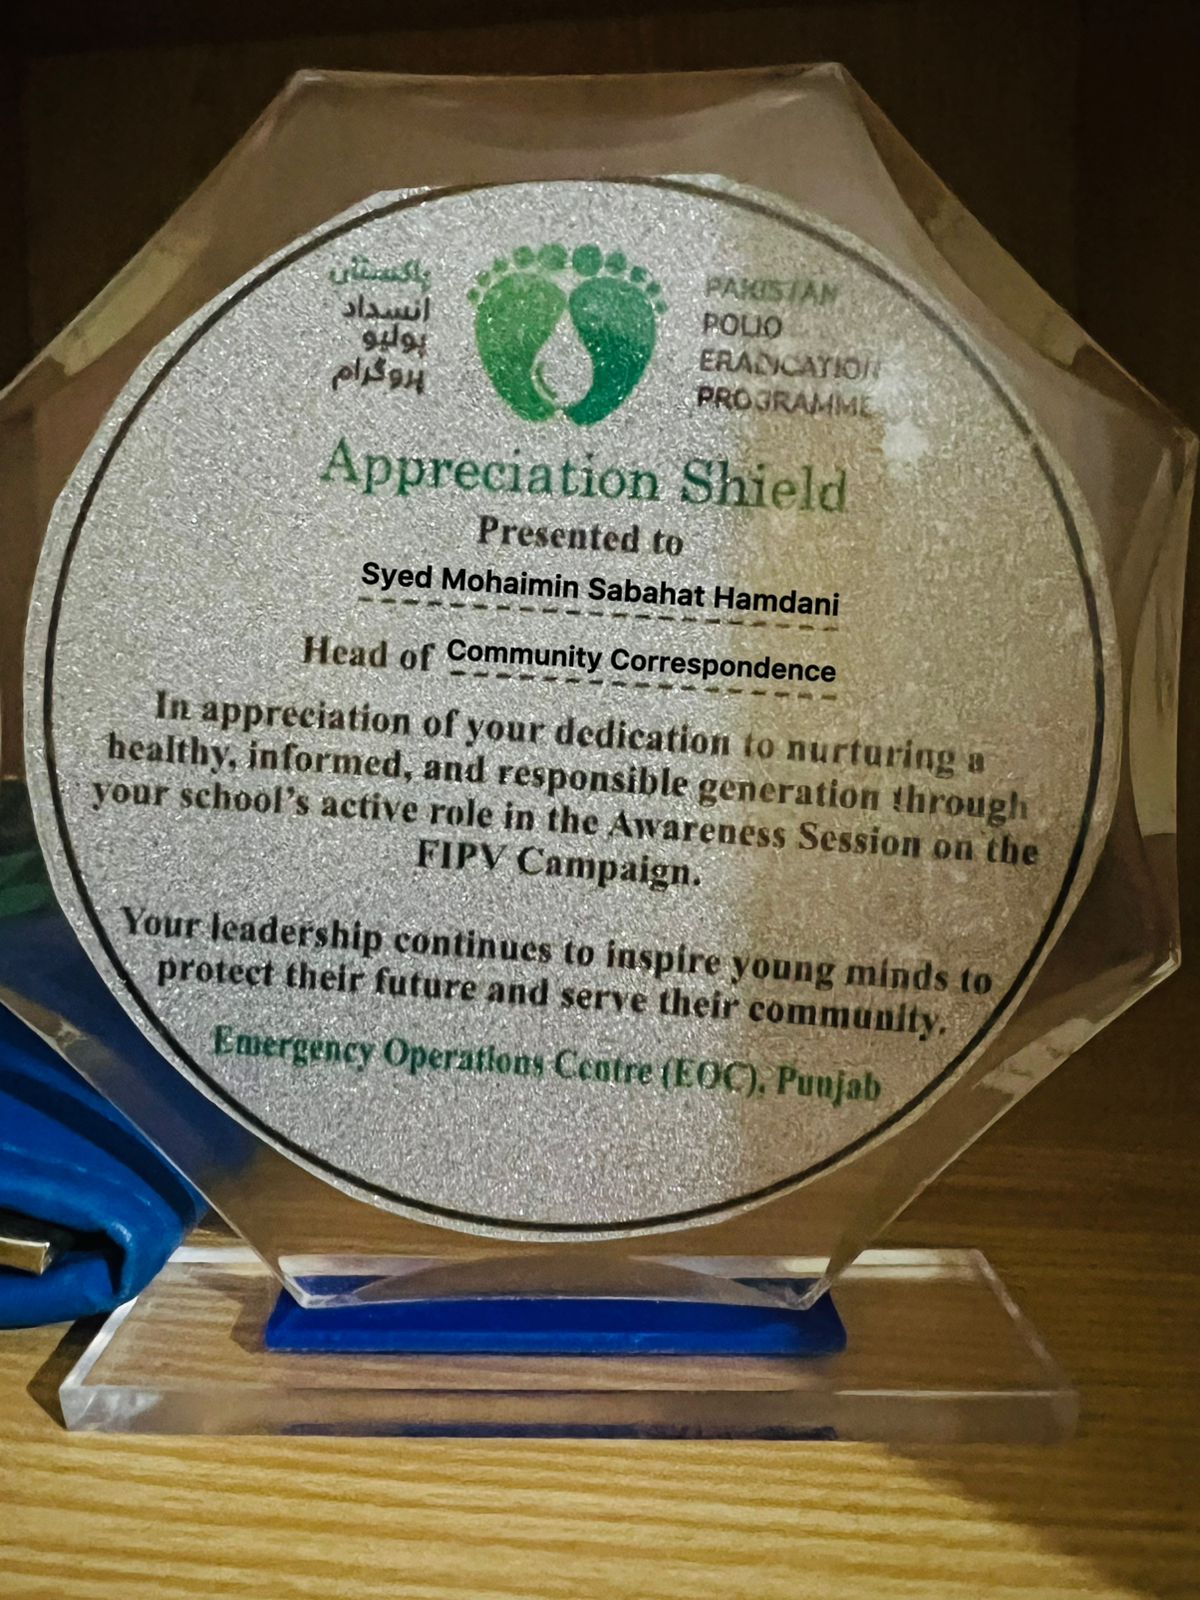 پاکستان
انسداد
پولیو
پروگرام
PAKISTAN
POLIO
ERADICATION
PROGRAMME
Appreciation Shield
Presented to
Syed Mohaimin Sabahat Hamdani
Head of Community Correspondence
In appreciation of your dedication to nurturing a
healthy, informed, and responsible generation through
your school's active role in the Awareness Session on the
FIPV Campaign.
Your leadership continues to inspire young minds to
protect their future and serve their community.
Emergency Operations Centre (EOC), Punjab